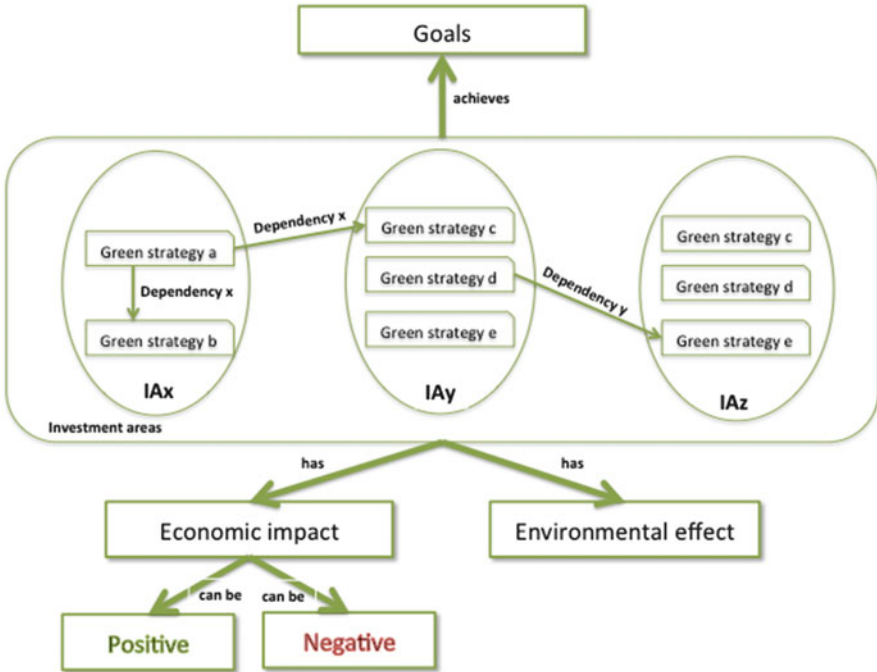 Goals
achieves
Green strategy a
Dependency x
Green strategy b
IAx
Dependency x
Green strategy c
Green strategy d
Green strategy e
IAy
Dependency y
Green strategy c
Green strategy d
Green strategy e
IAz
Investment areas
has
has
Economic impact
Environmental effect
can be
can be
Positive
Negative